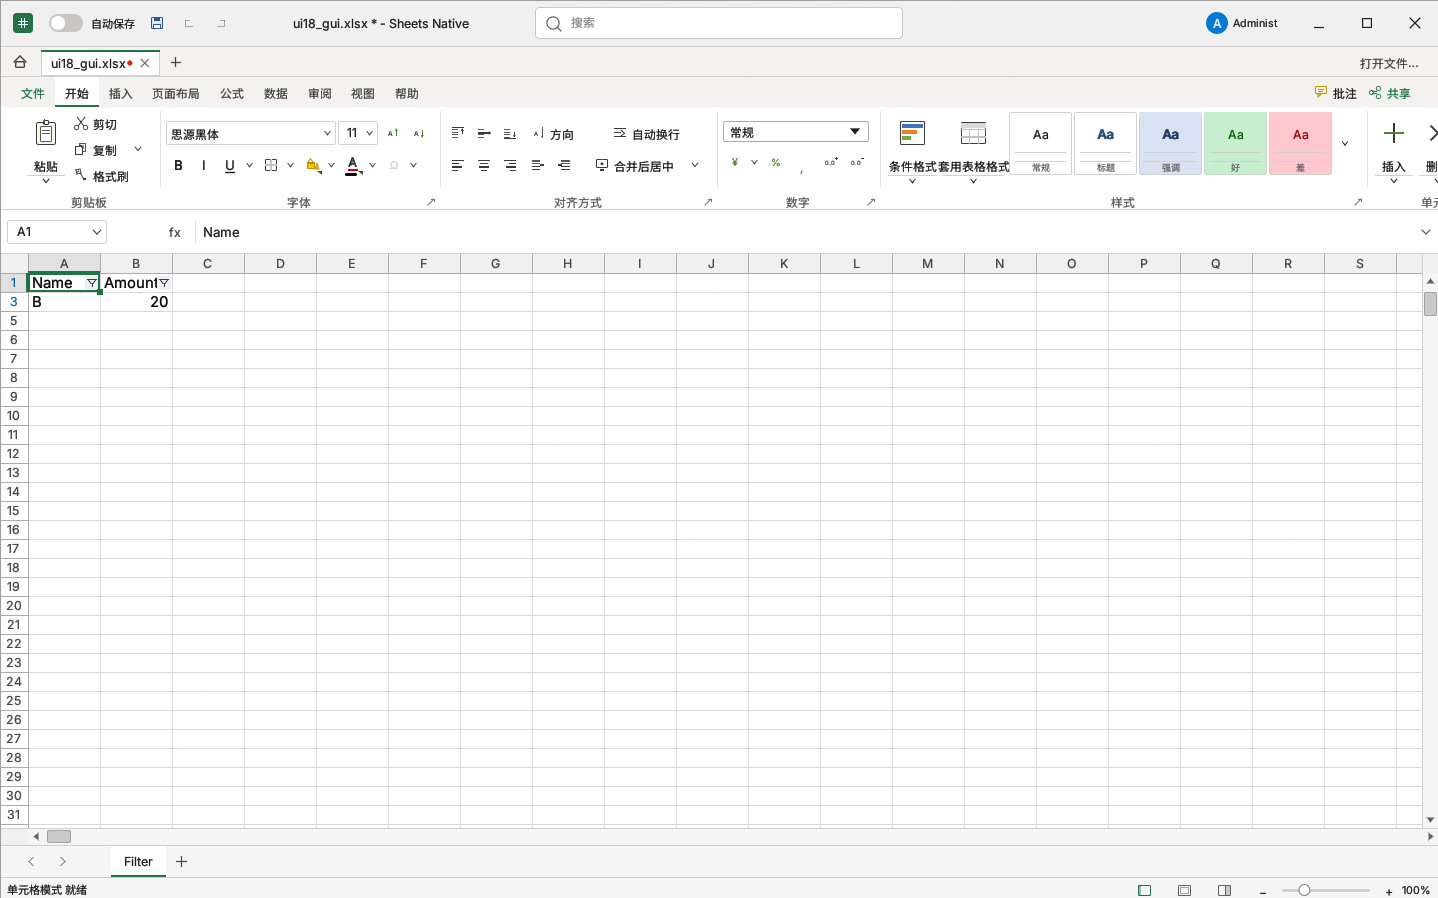 自动保存
ui18_gui.xlsx * - Sheets Native
搜索
A
Administ
ui18_gui.xlsx
打开文件...
文件
开始
插入
页面布局
公式
数据
审阅
视图
帮助
批注
共享
粘贴
剪切
复制
格式刷
剪贴板
思源黑体
11
B
I
U
A
字体
方向
自动换行
合并后居中
对齐方式
常规
¥
%
,
数字
条件格式
套用表格格式
Aa
常规
Aa
标题
Aa
强调
Aa
好
Aa
差
样式
插入
删
单元
A1
fx
Name
A B C D E F G H I J K L M N O P Q R S
1 Name Amount
3 B 20
5
6
7
8
9
10
11
12
13
14
15
16
17
18
19
20
21
22
23
24
25
26
27
28
29
30
31
Filter
单元格模式 就绪
100%